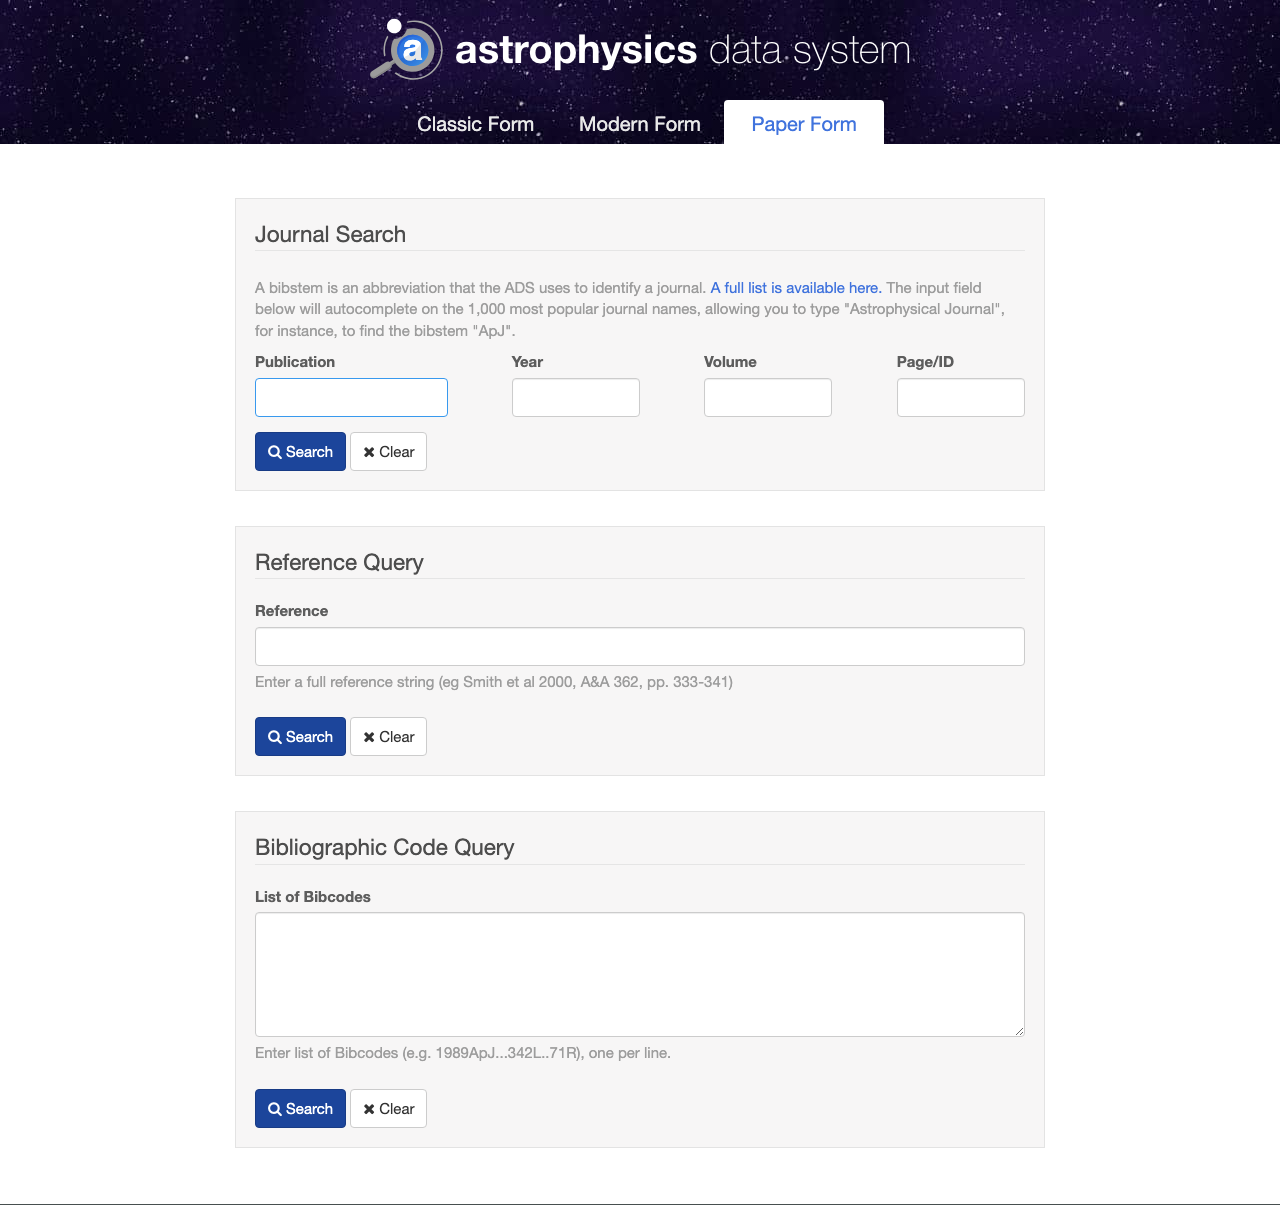 a astrophysics data system
Classic Form Modern Form Paper Form
Journal Search
A bibstem is an abbreviation that the ADS uses to identify a journal. A full list is available here. The input field
below will autocomplete on the 1,000 most popular journal names, allowing you to type "Astrophysical Journal",
for instance, to find the bibstem "ApJ".
Publication Year Volume Page/ID
Search Clear
Reference Query
Reference
Enter a full reference string (eg Smith et al 2000, A&A 362, pp. 333-341)
Search Clear
Bibliographic Code Query
List of Bibcodes
Enter list of Bibcodes (e.g. 1989ApJ...342L..71R), one per line.
Search Clear